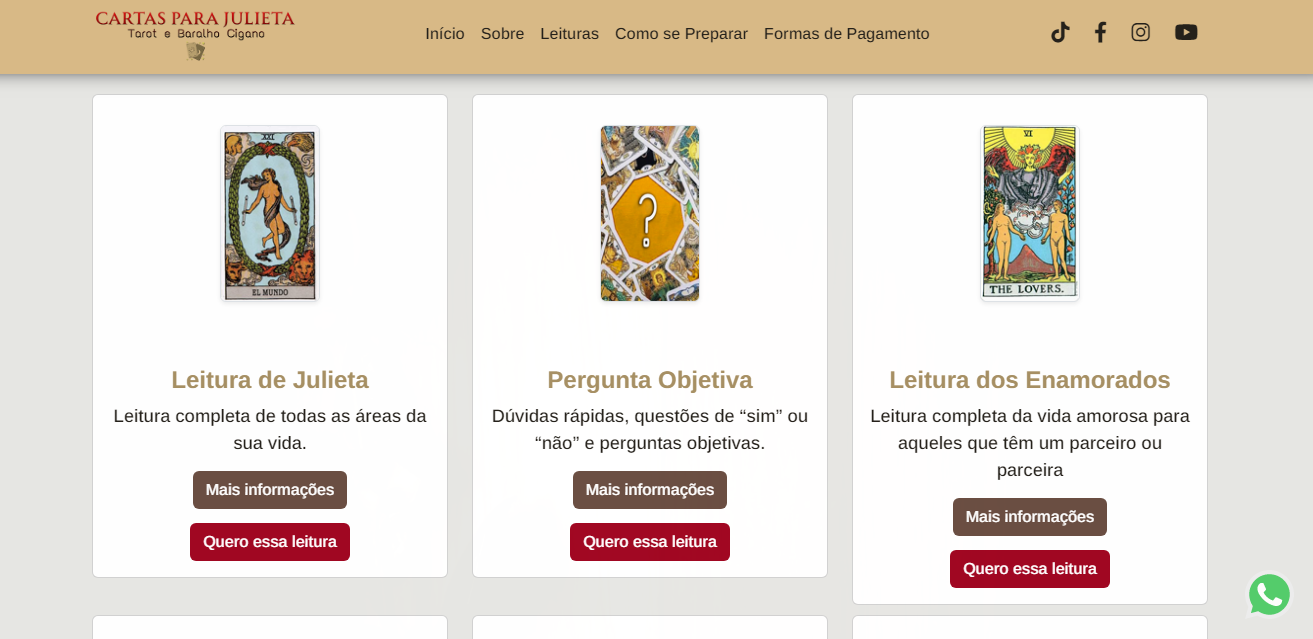 CARTAS PARA JULIETA
Tarot e Baralho Cigano
Início Sobre Leituras Como se Preparar Formas de Pagamento
XXI
EL MUNDO
?
VI
THE LOVERS.
Leitura de Julieta
Leitura completa de todas as áreas da
sua vida.
Mais informações
Quero essa leitura
Pergunta Objetiva
Dúvidas rápidas, questões de “sim” ou
“não” e perguntas objetivas.
Mais informações
Quero essa leitura
Leitura dos Enamorados
Leitura completa da vida amorosa para
aqueles que têm um parceiro ou
parceira
Mais informações
Quero essa leitura